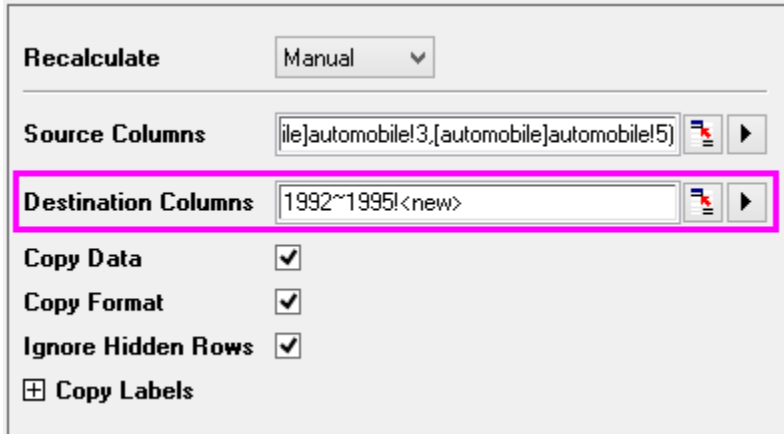 Recalculate Manual
Source Columns ile]automobile!3,[automobile]automobile!5)
Destination Columns 1992~1995!<new>
Copy Data
Copy Format
Ignore Hidden Rows
Copy Labels